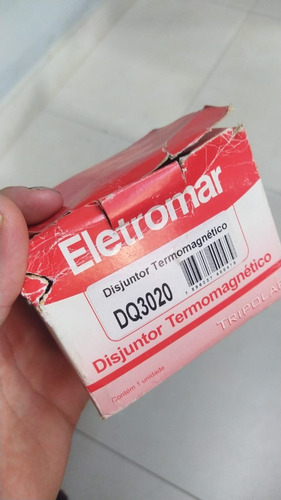 Eletromar
Disjuntor Termomagnético
DQ3020
Disjuntor Termomagnético
Contém 1 unidade